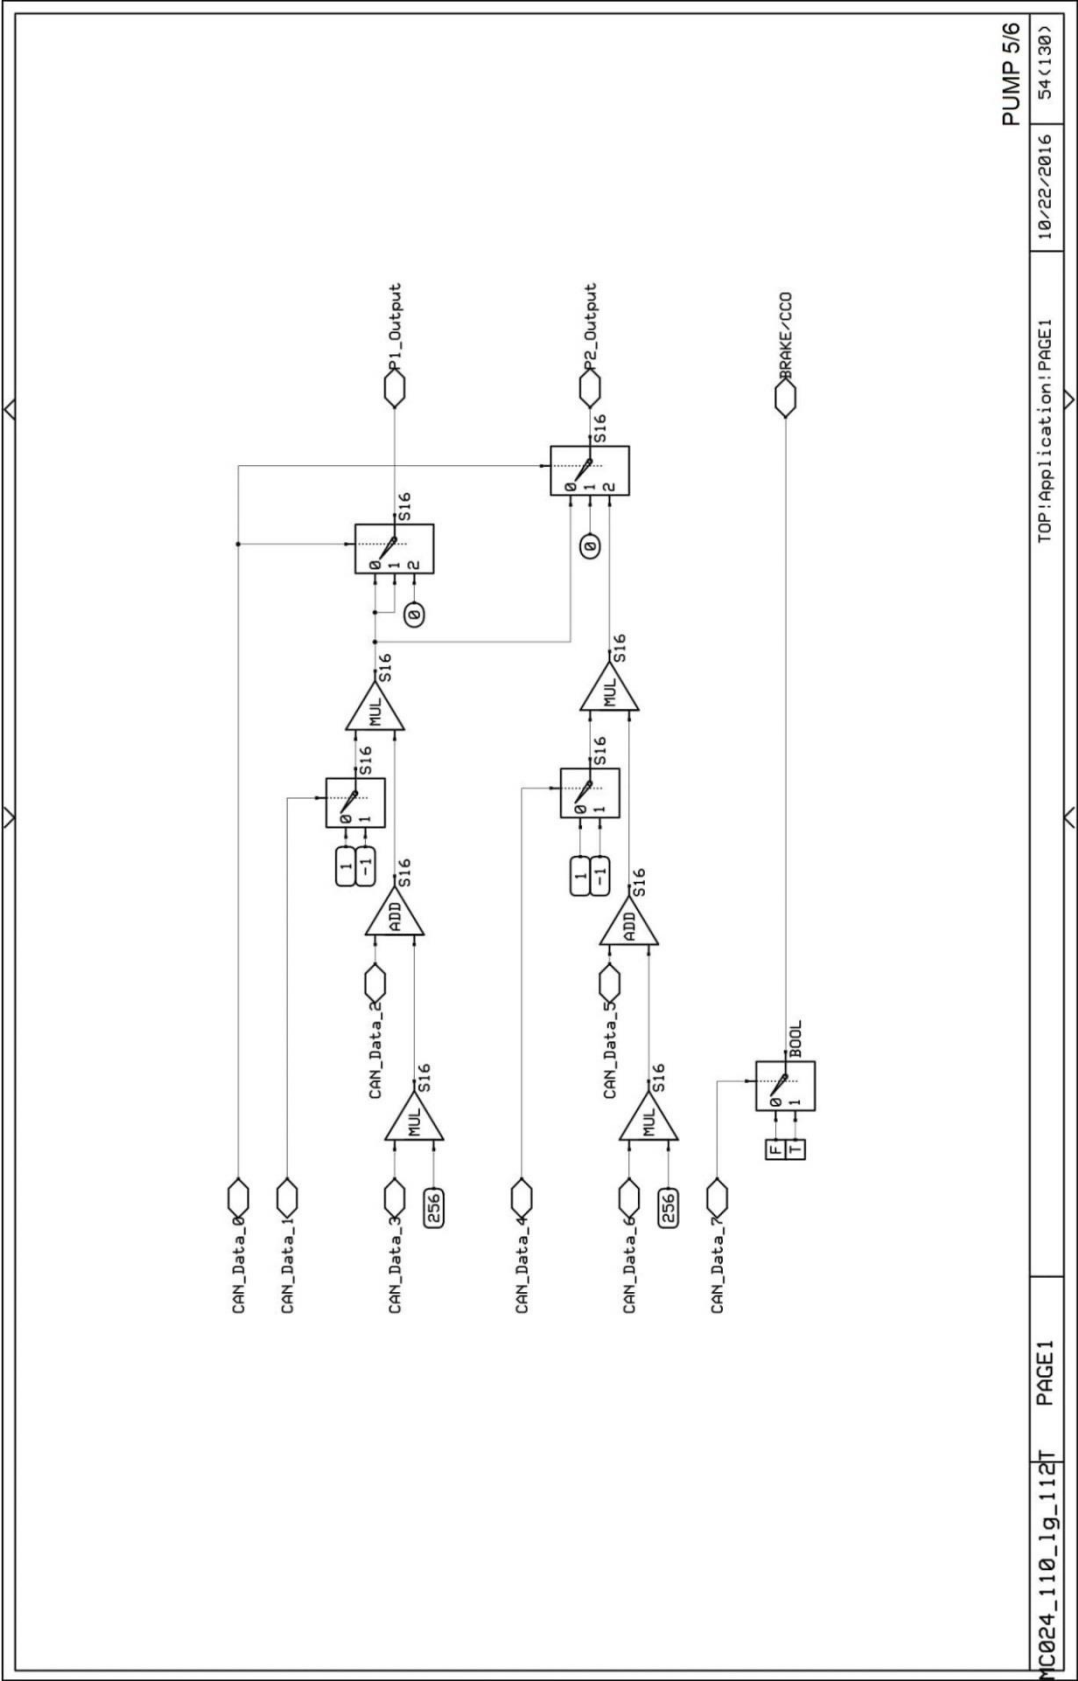 CAN_Data_0
CAN_Data_1
1
-1
0
1
S16
MUL
S16
0
1
2
S16
P1_Output
0
CAN_Data_2
ADD
S16
CAN_Data_3
256
MUL
S16
CAN_Data_4
1
-1
0
1
S16
MUL
S16
0
1
2
S16
P2_Output
0
CAN_Data_5
ADD
S16
CAN_Data_6
256
MUL
S16
CAN_Data_7
F
T
0
1
BOOL
BRAKE/CCO
PUMP 5/6
MC024_110_lg_112T PAGE1 TOP!Application!PAGE1 10/22/2016 54(130)